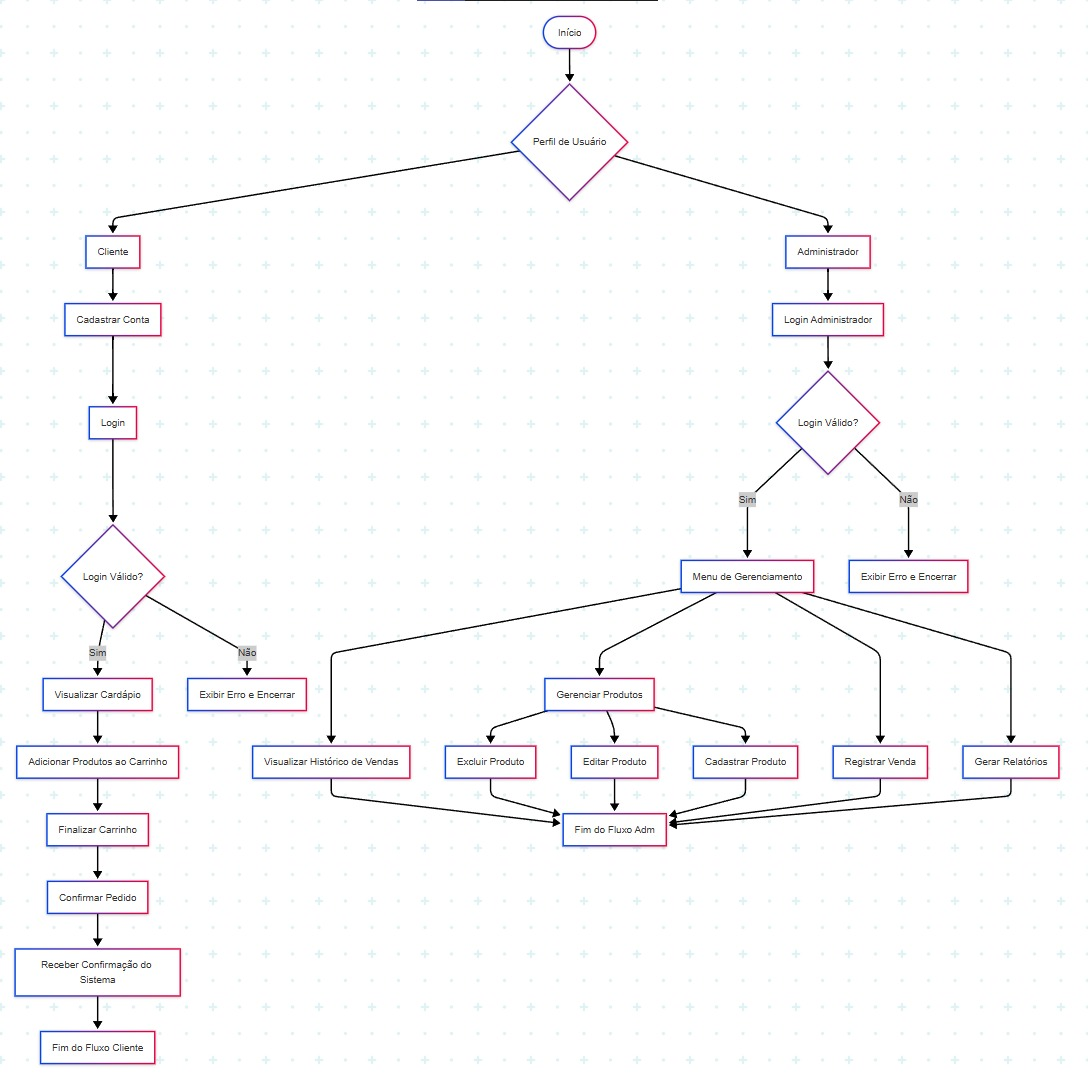 Início
Perfil de Usuário
Cliente
Administrador
Cadastrar Conta
Login Administrador
Login
Login Válido?
Sim
Não
Login Válido?
Menu de Gerenciamento
Exibir Erro e Encerrar
Sim
Não
Visualizar Cardápio
Exibir Erro e Encerrar
Gerenciar Produtos
Adicionar Produtos ao Carrinho
Visualizar Histórico de Vendas
Excluir Produto
Editar Produto
Cadastrar Produto
Registrar Venda
Gerar Relatórios
Finalizar Carrinho
Fim do Fluxo Adm
Confirmar Pedido
Receber Confirmação do
Sistema
Fim do Fluxo Cliente